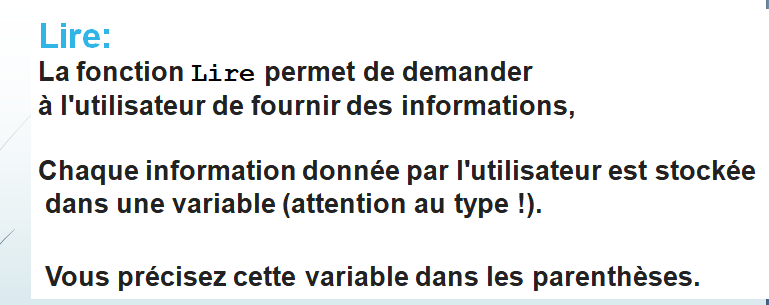 Lire:
La fonction Lire permet de demander
à l'utilisateur de fournir des informations,
Chaque information donnée par l'utilisateur est stockée
dans une variable (attention au type !).
Vous précisez cette variable dans les parenthèses.